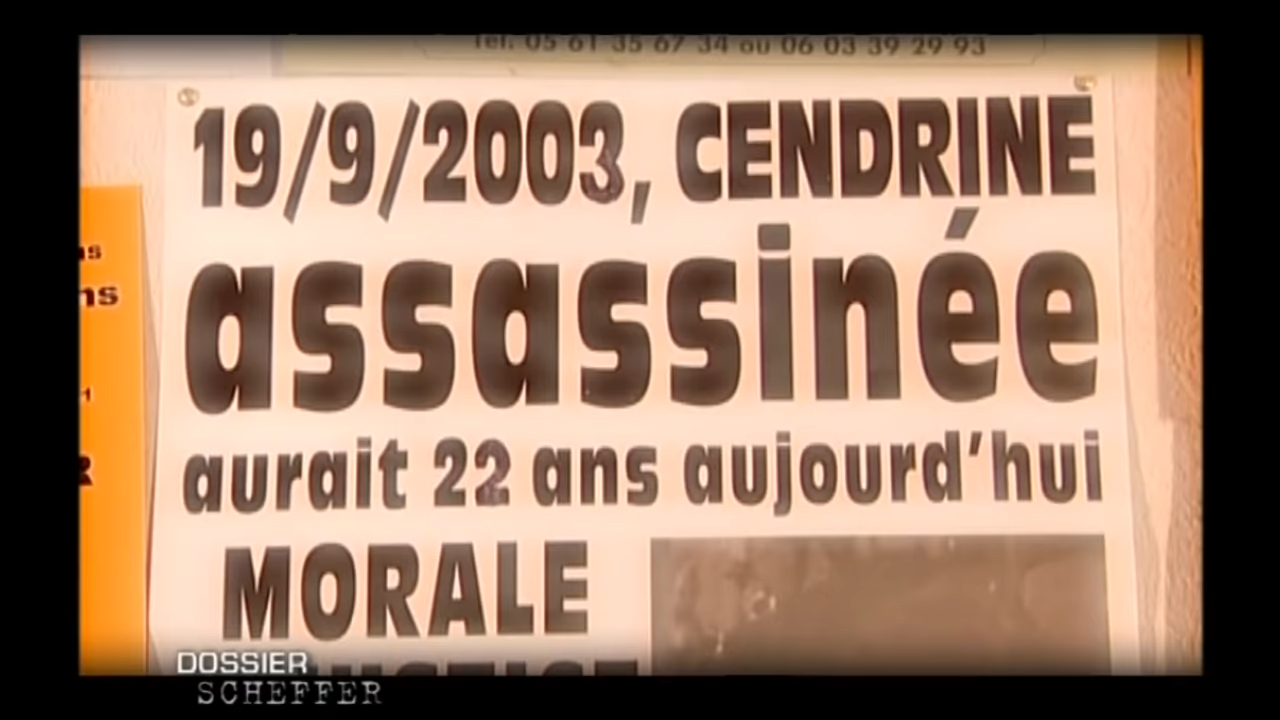 Tél. 05 61 35 67 34 ou 06 03 39 29 93
19/9/2003, CENDRINE
assassinée
aurait 22 ans aujourd'hui
MORALE
DOSSIER
SCHEFFER